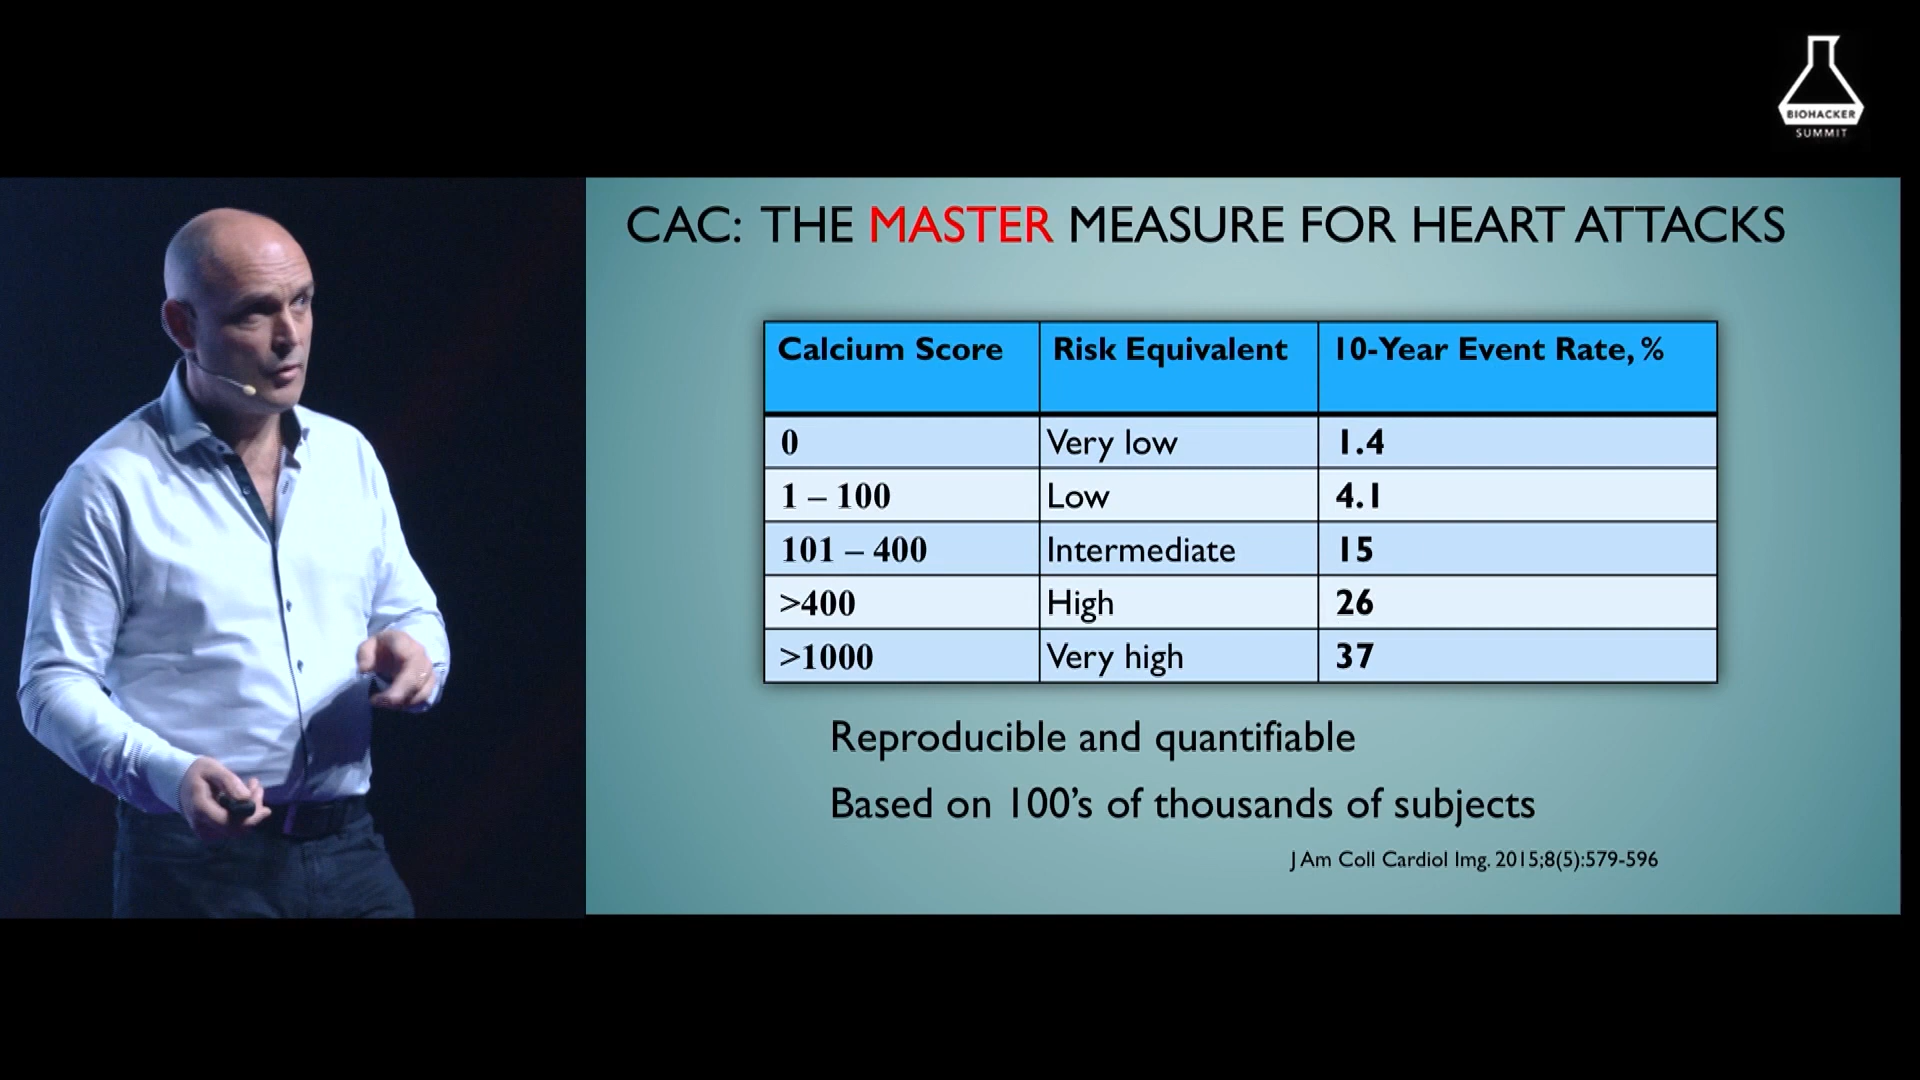 BIOHACKER
SUMMIT
CAC: THE MASTER MEASURE FOR HEART ATTACKS
Calcium Score Risk Equivalent 10-Year Event Rate, %
0 Very low 1.4
1 – 100 Low 4.1
101 – 400 Intermediate 15
>400 High 26
>1000 Very high 37
Reproducible and quantifiable
Based on 100’s of thousands of subjects
J Am Coll Cardiol Img. 2015;8(5):579-596